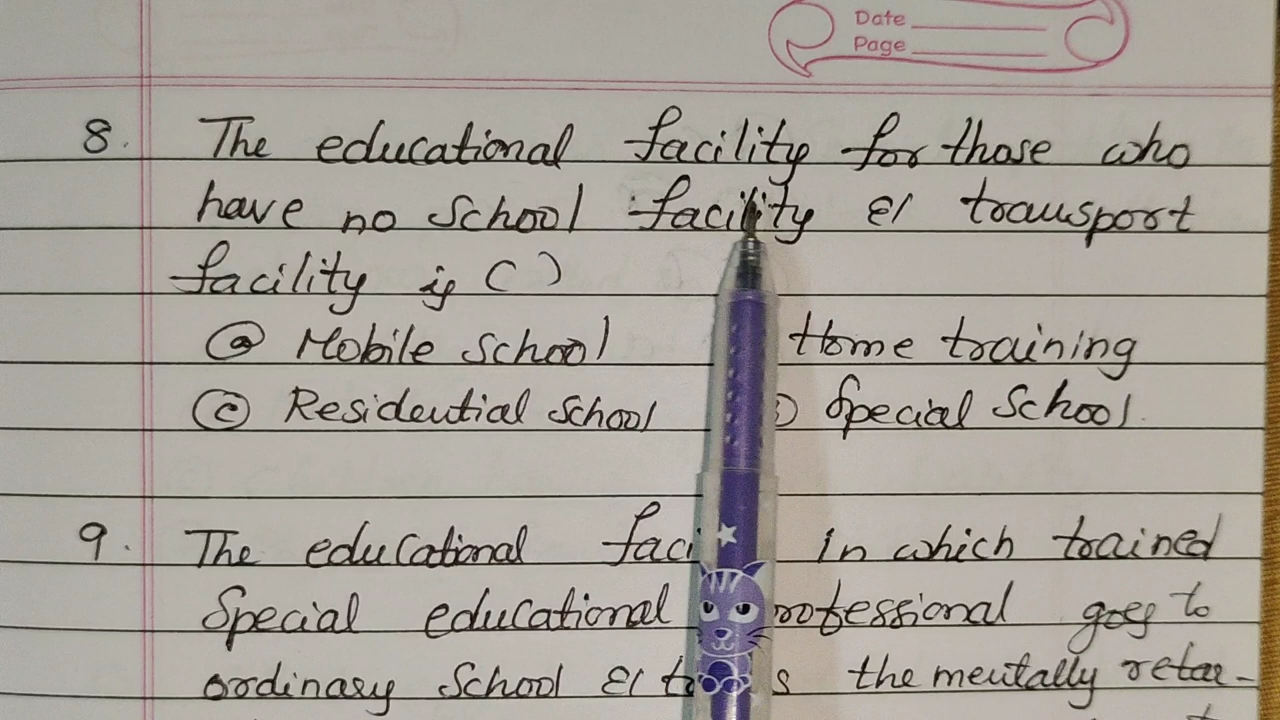 Date
Page
8. The educational facility for those who
have no School facility & transport
facility is ( )
(a) Mobile School Home training
(c) Residential School Special School.
9. The educational in which trained
Special educational goes to
ordinary School & the mentally retar-